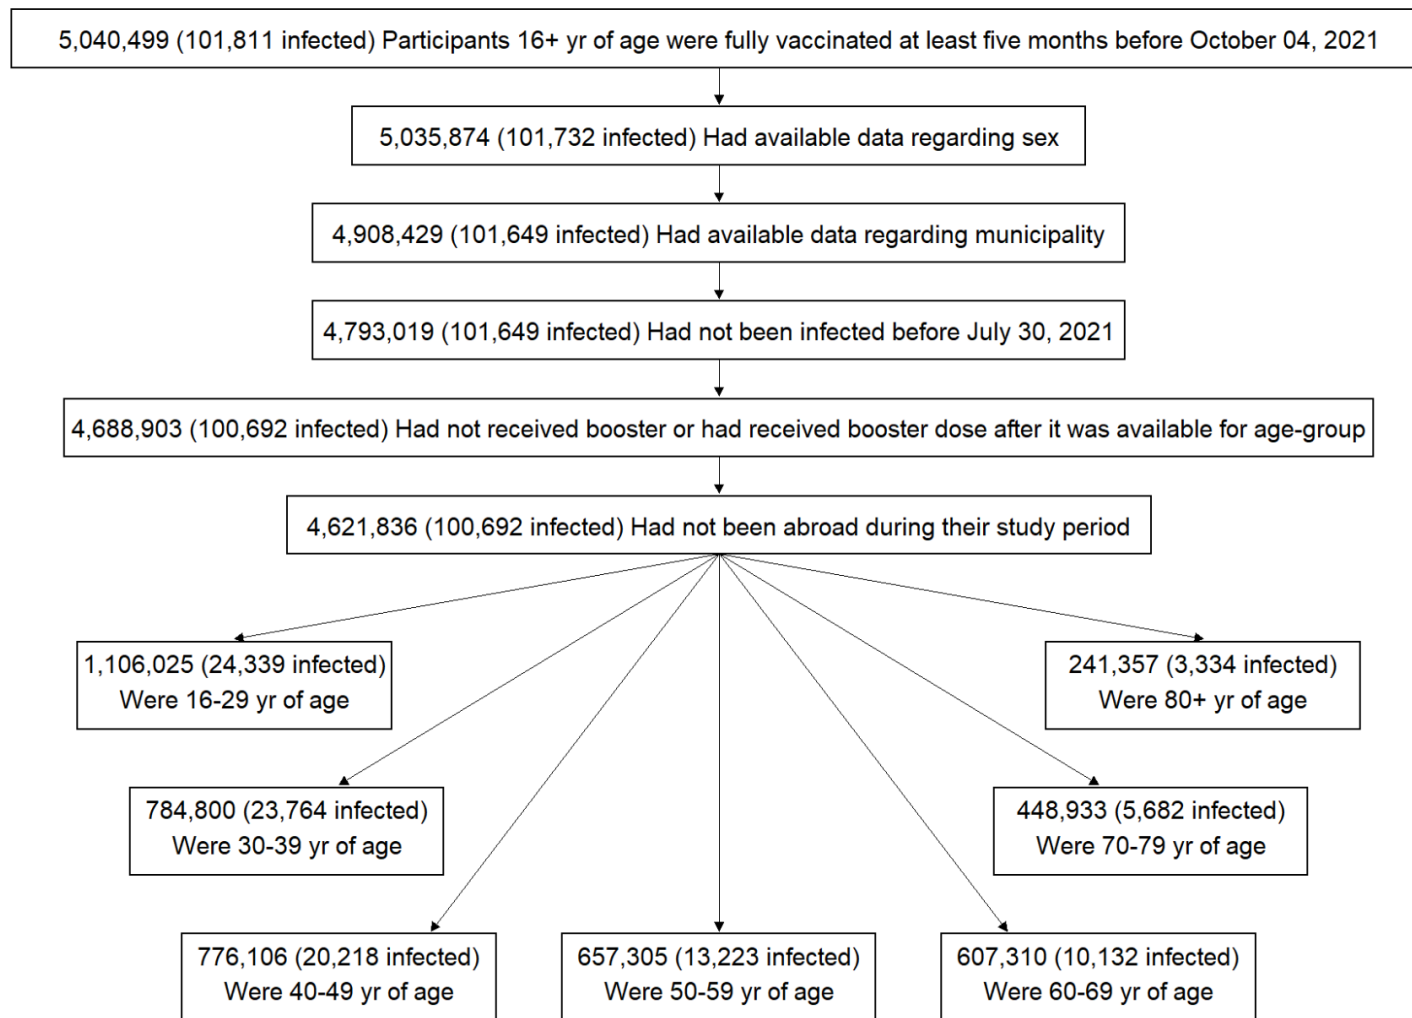 5,040,499 (101,811 infected) Participants 16+ yr of age were fully vaccinated at least five months before October 04, 2021
5,035,874 (101,732 infected) Had available data regarding sex
4,908,429 (101,649 infected) Had available data regarding municipality
4,793,019 (101,649 infected) Had not been infected before July 30, 2021
4,688,903 (100,692 infected) Had not received booster or had received booster dose after it was available for age-group
4,621,836 (100,692 infected) Had not been abroad during their study period
1,106,025 (24,339 infected)
Were 16-29 yr of age
241,357 (3,334 infected)
Were 80+ yr of age
784,800 (23,764 infected)
Were 30-39 yr of age
448,933 (5,682 infected)
Were 70-79 yr of age
776,106 (20,218 infected)
Were 40-49 yr of age
657,305 (13,223 infected)
Were 50-59 yr of age
607,310 (10,132 infected)
Were 60-69 yr of age